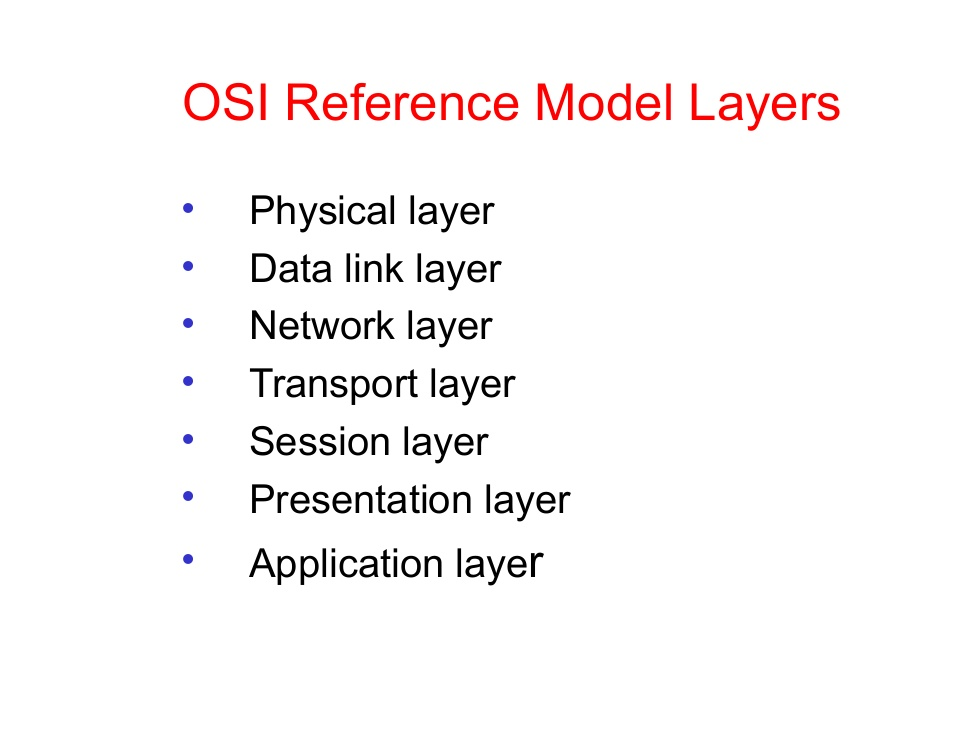 OSI Reference Model Layers
• Physical layer
• Data link layer
• Network layer
• Transport layer
• Session layer
• Presentation layer
• Application layer